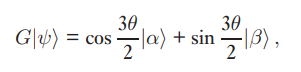 G|ψ⟩ = cos 3θ/2 |α⟩ + sin 3θ/2 |β⟩ ,